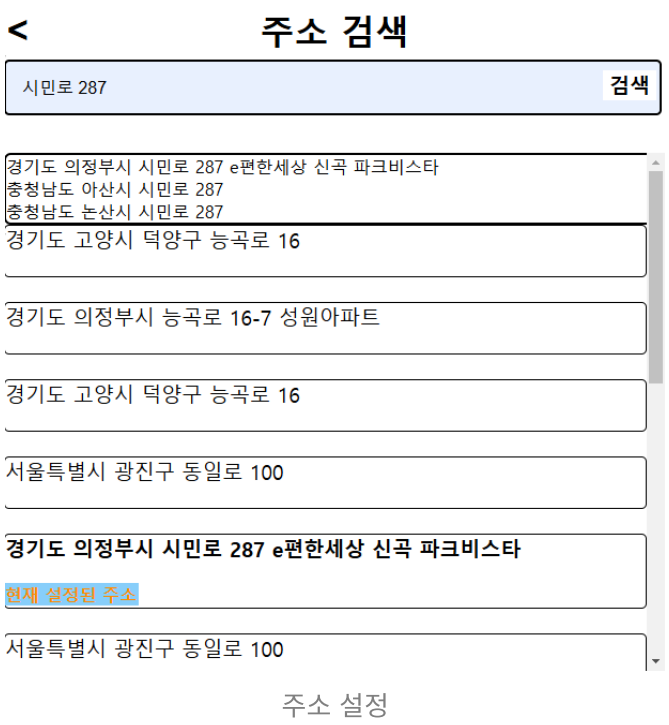 <
주소 검색
시민로 287
검색
경기도 의정부시 시민로 287 e편한세상 신곡 파크비스타
충청남도 아산시 시민로 287
충청남도 논산시 시민로 287
경기도 고양시 덕양구 능곡로 16
경기도 의정부시 능곡로 16-7 성원아파트
경기도 고양시 덕양구 능곡로 16
서울특별시 광진구 동일로 100
경기도 의정부시 시민로 287 e편한세상 신곡 파크비스타
현재 설정된 주소
서울특별시 광진구 동일로 100
주소 설정